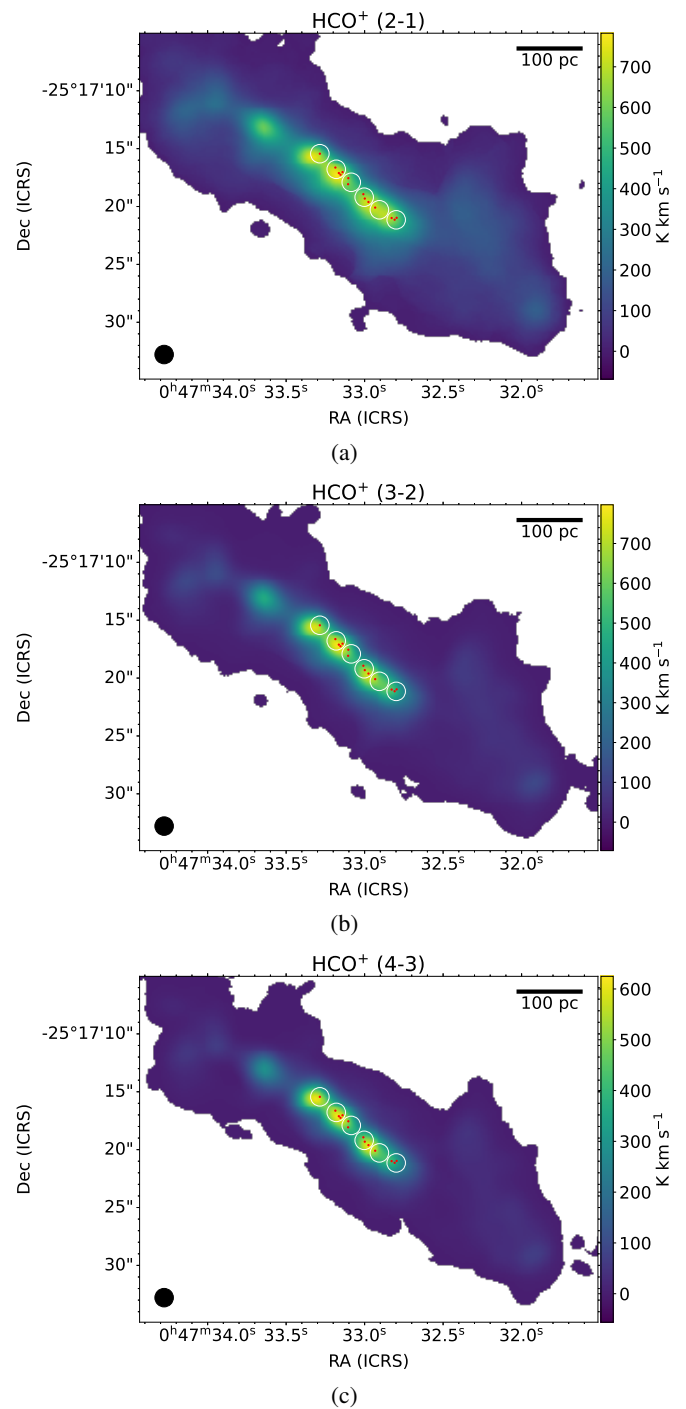 HCO⁺ (2-1)
100 pc
-25°17'10"
15"
20"
25"
30"
Dec (ICRS)
0ʰ47ᵐ34.0ˢ 33.5ˢ 33.0ˢ 32.5ˢ 32.0ˢ
RA (ICRS)
700
600
500
400
300
200
100
0
K km s⁻¹
(a)
HCO⁺ (3-2)
100 pc
-25°17'10"
15"
20"
25"
30"
Dec (ICRS)
0ʰ47ᵐ34.0ˢ 33.5ˢ 33.0ˢ 32.5ˢ 32.0ˢ
RA (ICRS)
700
600
500
400
300
200
100
0
K km s⁻¹
(b)
HCO⁺ (4-3)
100 pc
-25°17'10"
15"
20"
25"
30"
Dec (ICRS)
0ʰ47ᵐ34.0ˢ 33.5ˢ 33.0ˢ 32.5ˢ 32.0ˢ
RA (ICRS)
600
500
400
300
200
100
0
K km s⁻¹
(c)